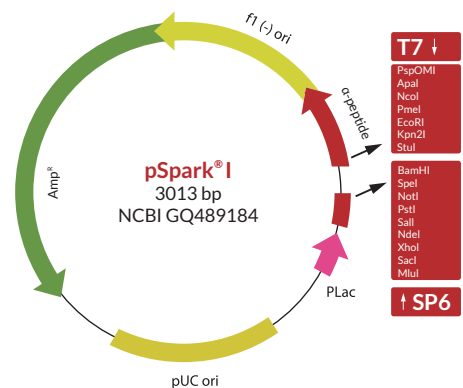 f1 (-) ori
α-peptide
Ampᴿ
pSpark®I
3013 bp
NCBI GQ489184
PLac
pUC ori
T7 ↓
PspOMI
ApaI
NcoI
PmeI
EcoRI
Kpn2I
StuI
BamHI
SpeI
NotI
PstI
SalI
NdeI
XhoI
SacI
MluI
↑ SP6